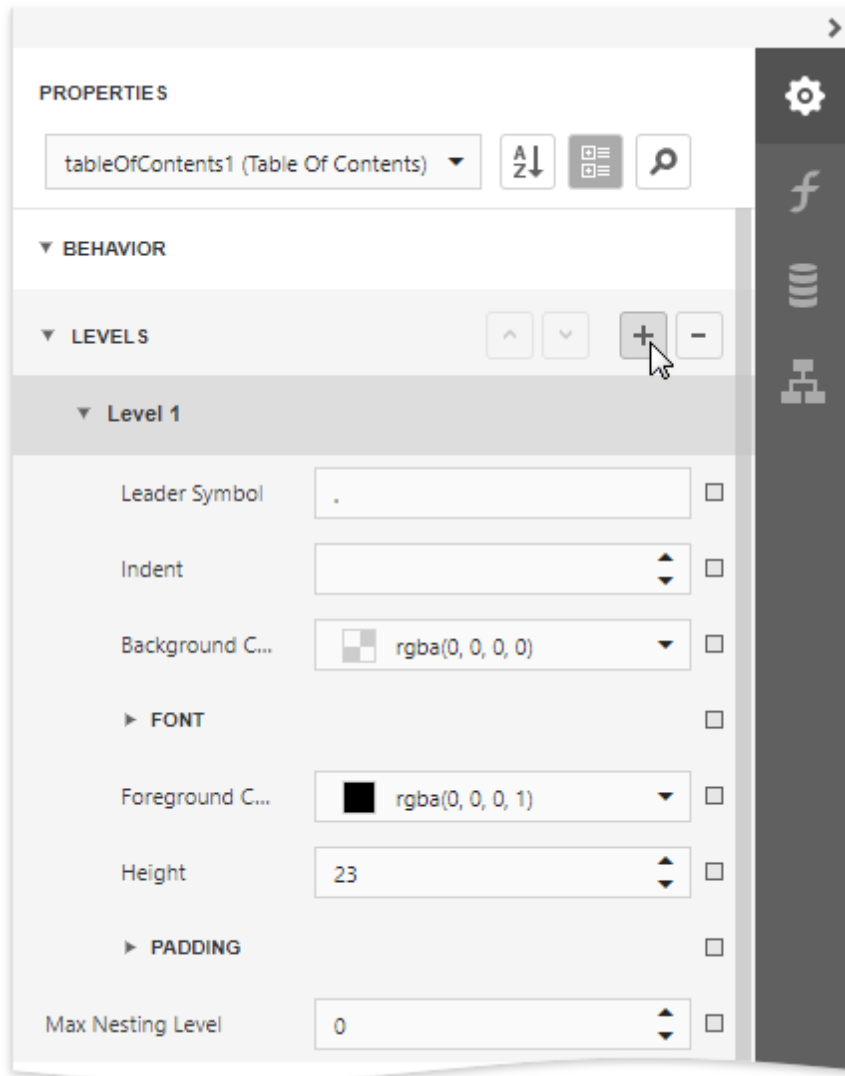 PROPERTIES
tableOfContents1 (Table Of Contents)
A
Z
BEHAVIOR
LEVELS
Level 1
Leader Symbol .
Indent
Background C... rgba(0, 0, 0, 0)
FONT
Foreground C... rgba(0, 0, 0, 1)
Height 23
PADDING
Max Nesting Level 0